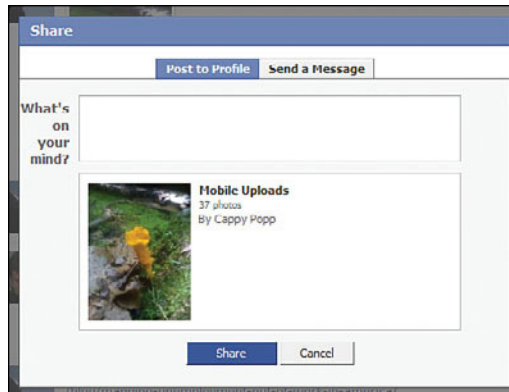 Share
Post to Profile
Send a Message
What's
on
your
mind?
Mobile Uploads
37 photos
By Cappy Popp
Share
Cancel